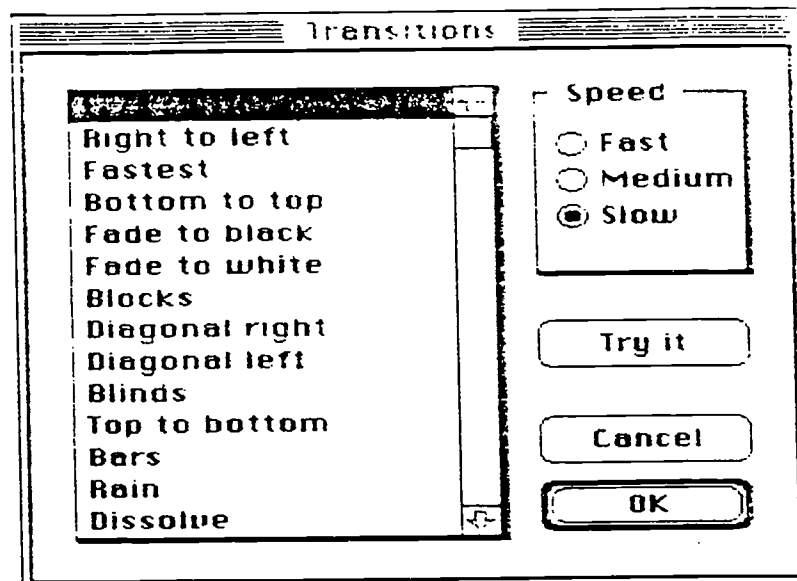 Transitions
Right to left
Fastest
Bottom to top
Fade to black
Fade to white
Blocks
Diagonal right
Diagonal left
Blinds
Top to bottom
Bars
Rain
Dissolve
Speed
Fast
Medium
Slow
Try it
Cancel
OK